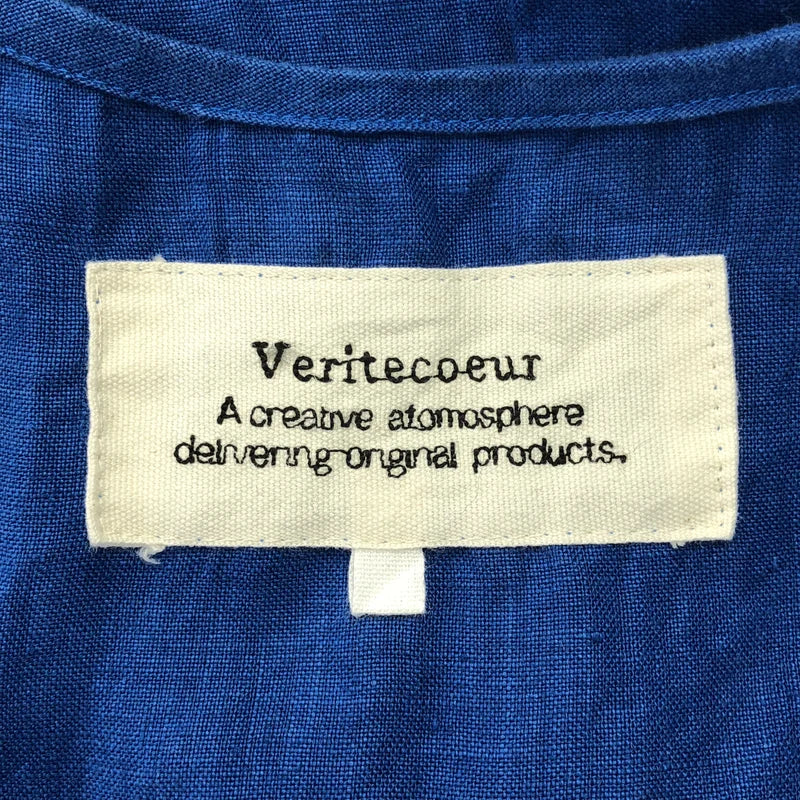 Veritecoeur
A creative atomosphere
delivering original products.